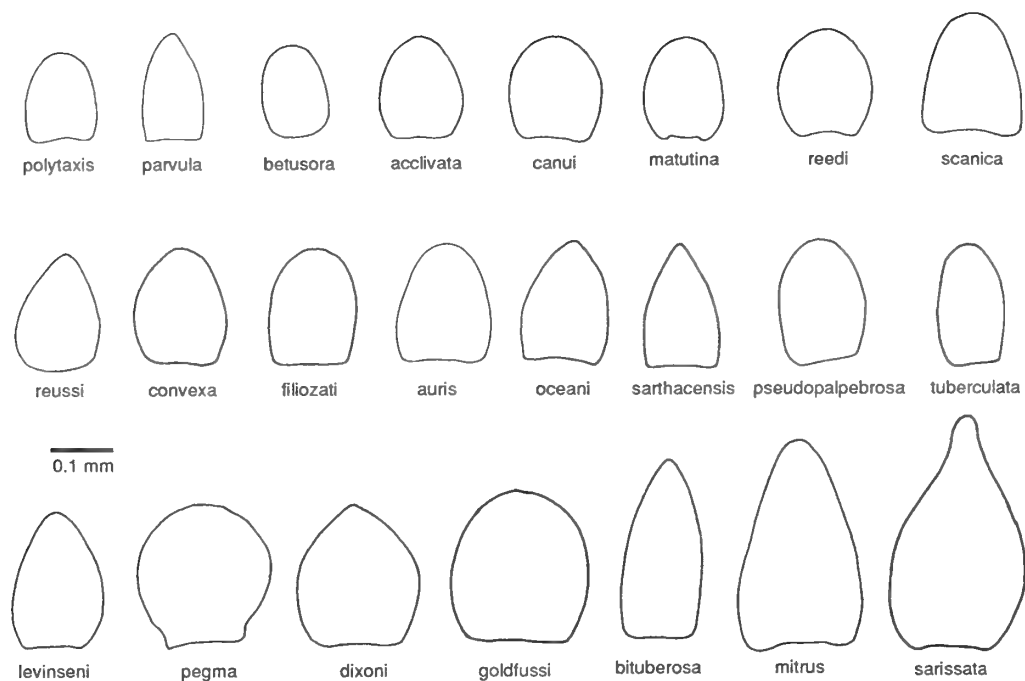 polytaxis parvula betusora acclivata canui matutina reedi scanica
reussi convexa filiozati auris oceani sarthacensis pseudopalpebrosa tuberculata
0.1 mm
levinseni pegma dixoni goldfussi bituberosa mitrus sarissata